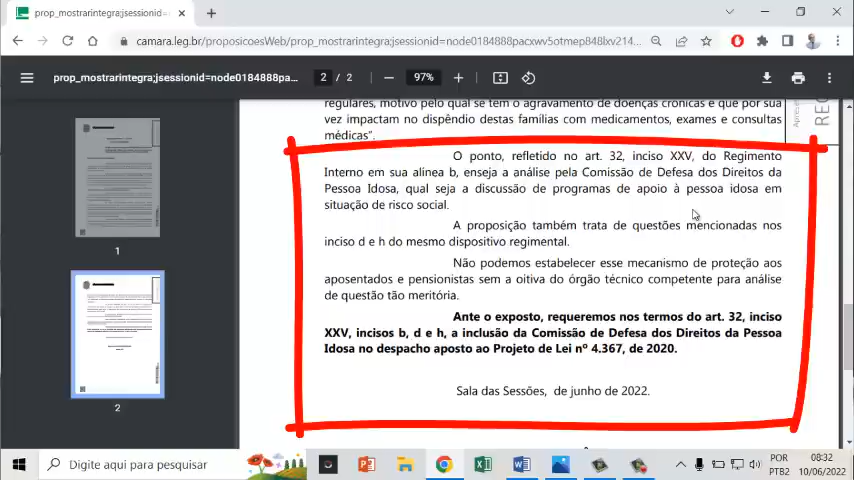 prop_mostrarintegra;jsessionid=
camara.leg.br/proposicoesWeb/prop_mostrarintegra;jsessionid=node0184888pacxwv5otmep848lxv214...
prop_mostrarintegra;jsessionid=node0184888pa...
2 / 2
97%
regulares, motivo pelo qual se tem o agravamento de doenças crônicas e que por sua
vez impactam no dispêndio destas famílias com medicamentos, exames e consultas
médicas”.
O ponto, refletido no art. 32, inciso XXV, do Regimento
Interno em sua alínea b, enseja a análise pela Comissão de Defesa dos Direitos da
Pessoa Idosa, qual seja a discussão de programas de apoio à pessoa idosa em
situação de risco social.
A proposição também trata de questões mencionadas nos
inciso d e h do mesmo dispositivo regimental.
Não podemos estabelecer esse mecanismo de proteção aos
aposentados e pensionistas sem a oitiva do órgão técnico competente para análise
de questão tão meritória.
Ante o exposto, requeremos nos termos do art. 32, inciso
XXV, incisos b, d e h, a inclusão da Comissão de Defesa dos Direitos da Pessoa
Idosa no despacho aposto ao Projeto de Lei nº 4.367, de 2020.
Sala das Sessões, de junho de 2022.
Apres
REQ
1
2
Digite aqui para pesquisar
POR
PTB2
08:32
10/06/2022